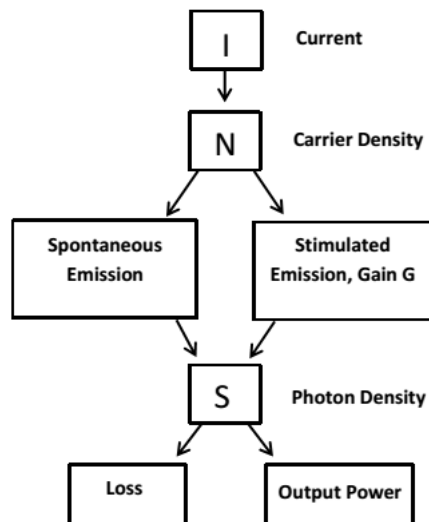 I
Current
N
Carrier Density
Spontaneous
Emission
Stimulated
Emission, Gain G
S
Photon Density
Loss
Output Power